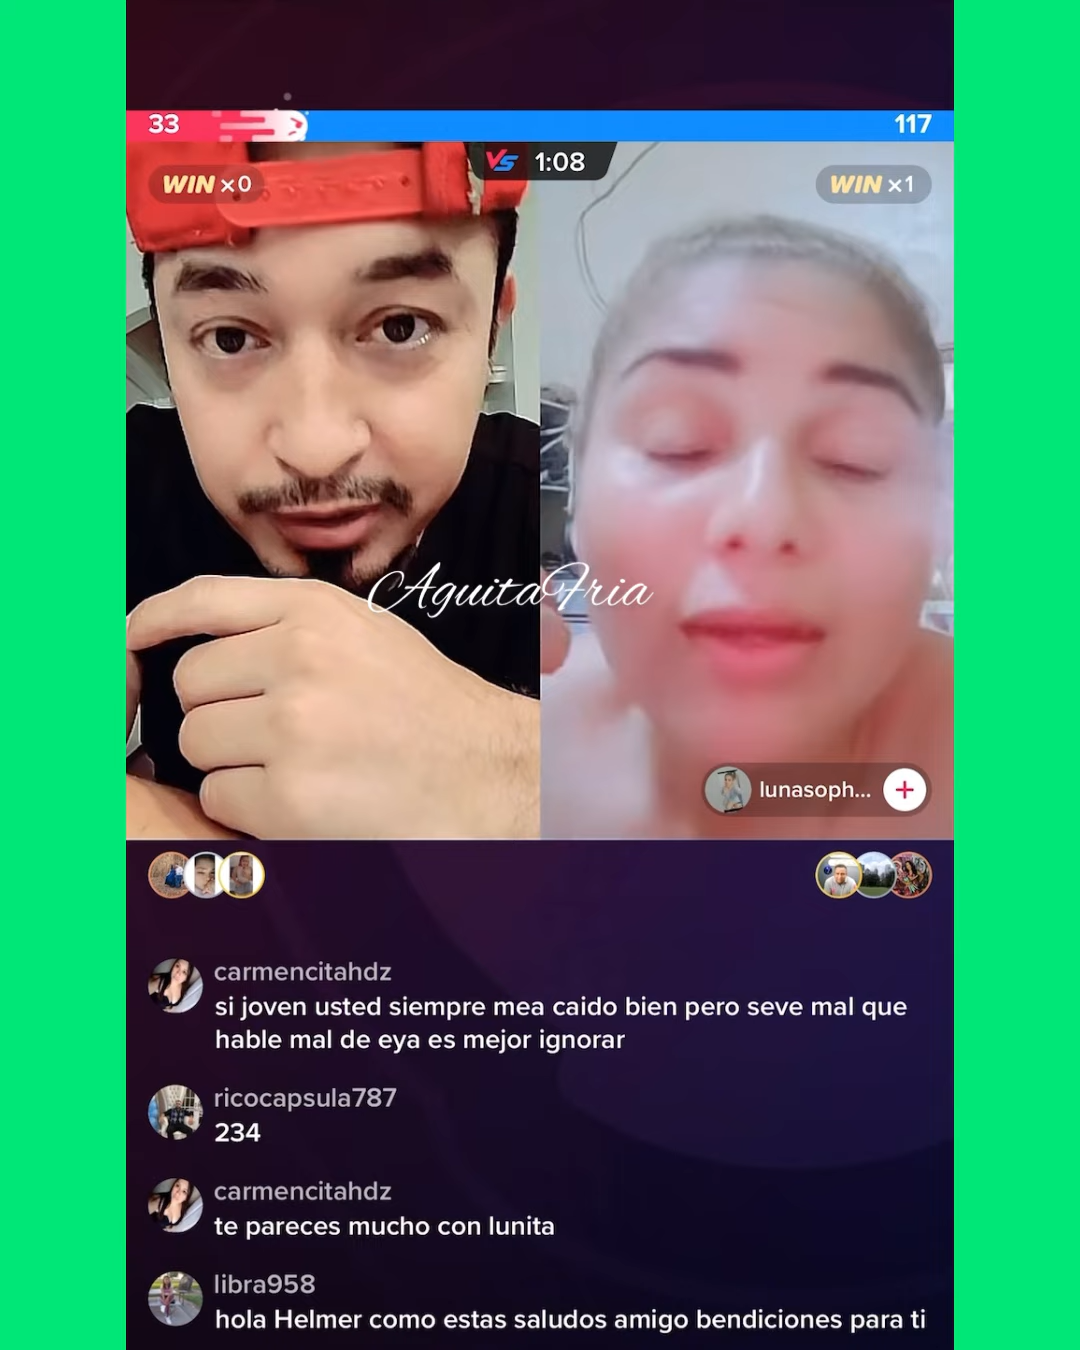 33
117
VS 1:08
WIN x0
WIN x1
AguitaFria
lunasoph...
carmencitahdz
si joven usted siempre mea caido bien pero seve mal que
hable mal de eya es mejor ignorar
ricocapsula787
234
carmencitahdz
te pareces mucho con lunita
libra958
hola Helmer como estas saludos amigo bendiciones para ti